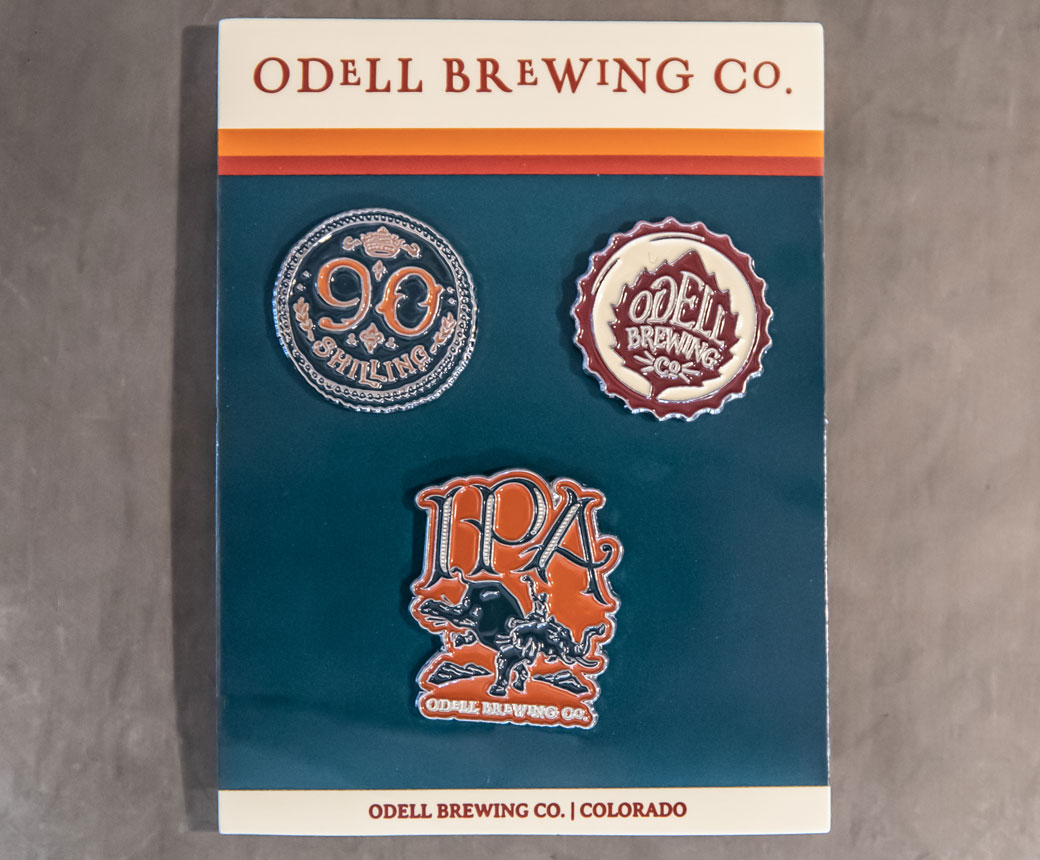 ODELL BREWING CO.
90
SHILLING
ODELL
BREWING
CO
IPA
ODELL BREWING CO.
ODELL BREWING CO. | COLORADO